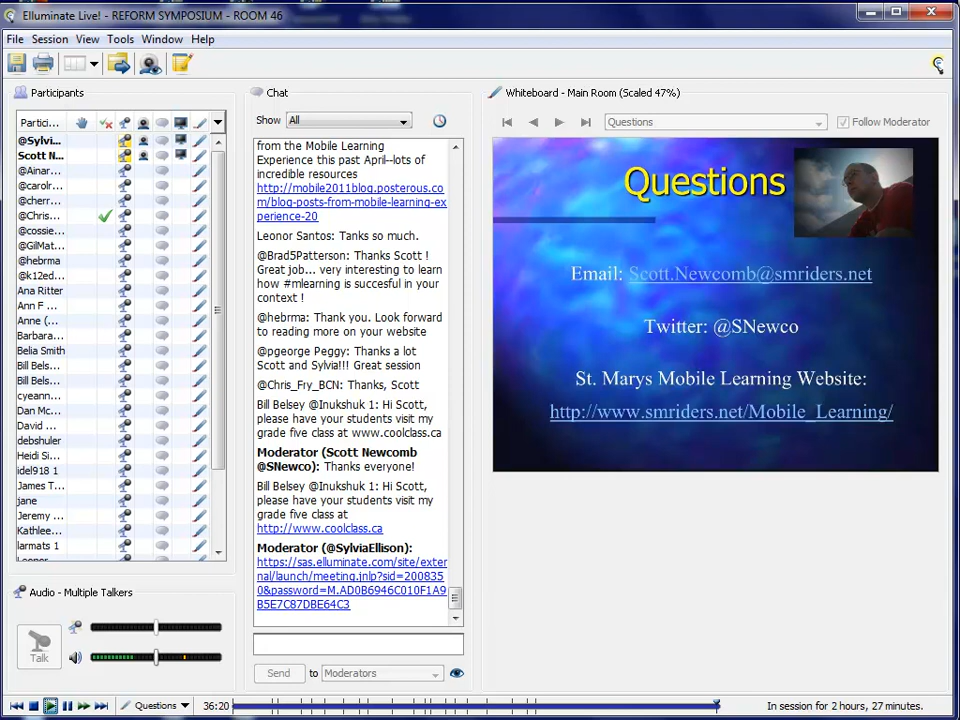 Elluminate Live! - REFORM SYMPOSIUM - ROOM 46
File Session View Tools Window Help
Participants
Partici...
@Sylvi...
Scott N...
@Ainar...
@carolr...
@cherr...
@Chris...
@cossie...
@GilMat...
@hebrma
@k12ed...
Ana Ritter
Ann F ...
Anne (...
Barbara...
Belia Smith
Bill Bels...
Bill Bels...
cyeann...
Dan Mc...
David ...
debshuler
Heidi Si...
idel918 1
James T...
jane
Jeremy ...
Kathlee...
larmats 1
Leonor...
Audio - Multiple Talkers
Talk
Chat
Show All
from the Mobile Learning
Experience this past April--lots of
incredible resources
http://mobile2011blog.posterous.co
m/blog-posts-from-mobile-learning-ex
perience-20
Leonor Santos: Tanks so much.
@Brad5Patterson: Thanks Scott !
Great job... very interesting to learn
how #mlearning is succesful in your
context !
@hebrma: Thank you. Look forward
to reading more on your website
@pgeorge Peggy: Thanks a lot
Scott and Sylvia!!! Great session
@Chris_Fry_BCN: Thanks, Scott
Bill Belsey @Inukshuk 1: Hi Scott,
please have your students visit my
grade five class at www.coolclass.ca
Moderator (Scott Newcomb
@SNewco): Thanks everyone!
Bill Belsey @Inukshuk 1: Hi Scott,
please have your students visit my
grade five class at
http://www.coolclass.ca
Moderator (@SylviaEllison):
https://sas.elluminate.com/site/exter
nal/launch/meeting.jnlp?sid=200835
0&password=M.AD0B6946C010F1A9
B5E7C87DBE64C3
Send to Moderators
Whiteboard - Main Room (Scaled 47%)
Questions
Follow Moderator
Questions
Email: Scott.Newcomb@smriders.net
Twitter: @SNewco
St. Marys Mobile Learning Website:
http://www.smriders.net/Mobile_Learning/
Questions
36:20
In session for 2 hours, 27 minutes.